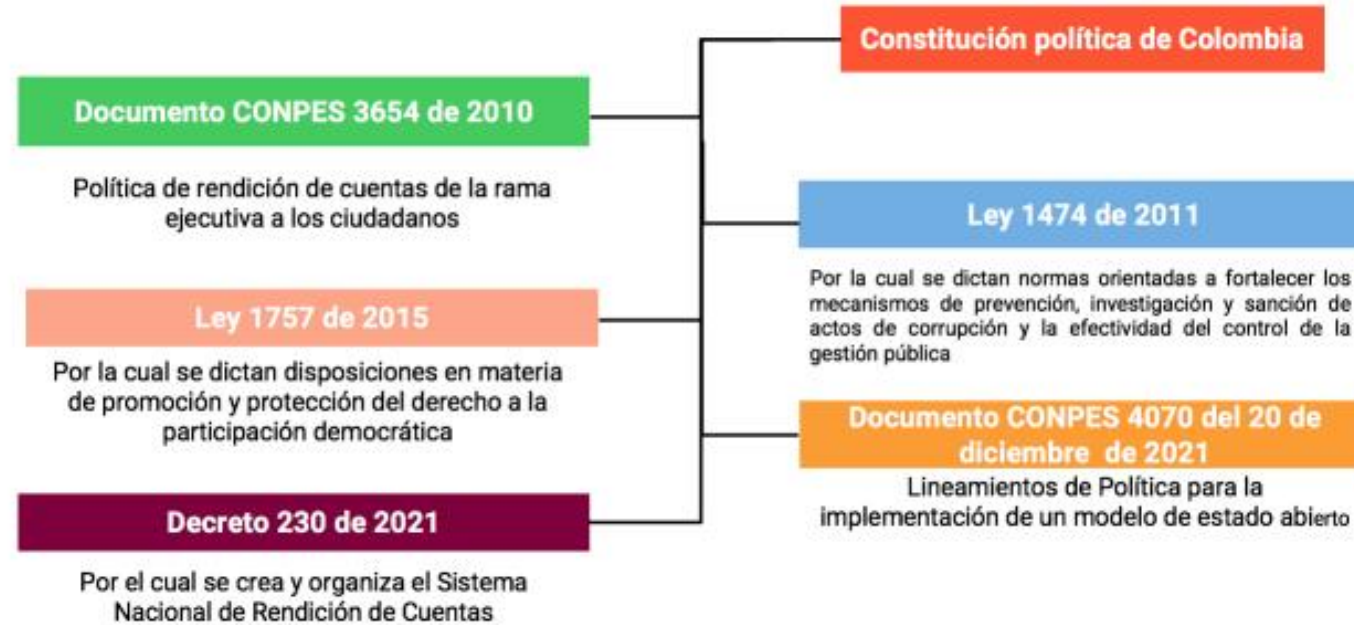 Constitución política de Colombia
Documento CONPES 3654 de 2010
Política de rendición de cuentas de la rama
ejecutiva a los ciudadanos
Ley 1474 de 2011
Por la cual se dictan normas orientadas a fortalecer los
mecanismos de prevención, investigación y sanción de
actos de corrupción y la efectividad del control de la
gestión pública
Ley 1757 de 2015
Por la cual se dictan disposiciones en materia
de promoción y protección del derecho a la
participación democrática
Documento CONPES 4070 del 20 de
diciembre de 2021
Lineamientos de Política para la
implementación de un modelo de estado abierto
Decreto 230 de 2021
Por el cual se crea y organiza el Sistema
Nacional de Rendición de Cuentas